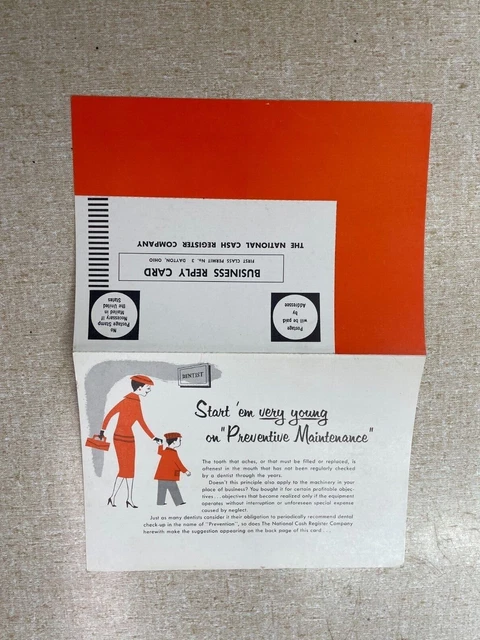 No
Postage Stamp
Necessary if
Mailed in
the United
States
Postage
will be paid
by
Addressee
BUSINESS REPLY CARD
FIRST CLASS PERMIT No. 3 DAYTON, OHIO
THE NATIONAL CASH REGISTER COMPANY
DENTIST
Start 'em very young
on "Preventive Maintenance"
The tooth that aches, or that must be filled or replaced, is
oftenest in the mouth that has not been regularly checked
by a dentist through the years.
Doesn't this principle also apply to the machinery in your
place of business? You bought it for certain profitable objec-
tives...objectives that become realized only if the equipment
operates without interruption or unforeseen special expense
caused by neglect.
Just as many dentists consider it their obligation to periodically recommend dental
check-up in the name of "Prevention", so does The National Cash Register Company
herewith make the suggestion appearing on the back page of this card....